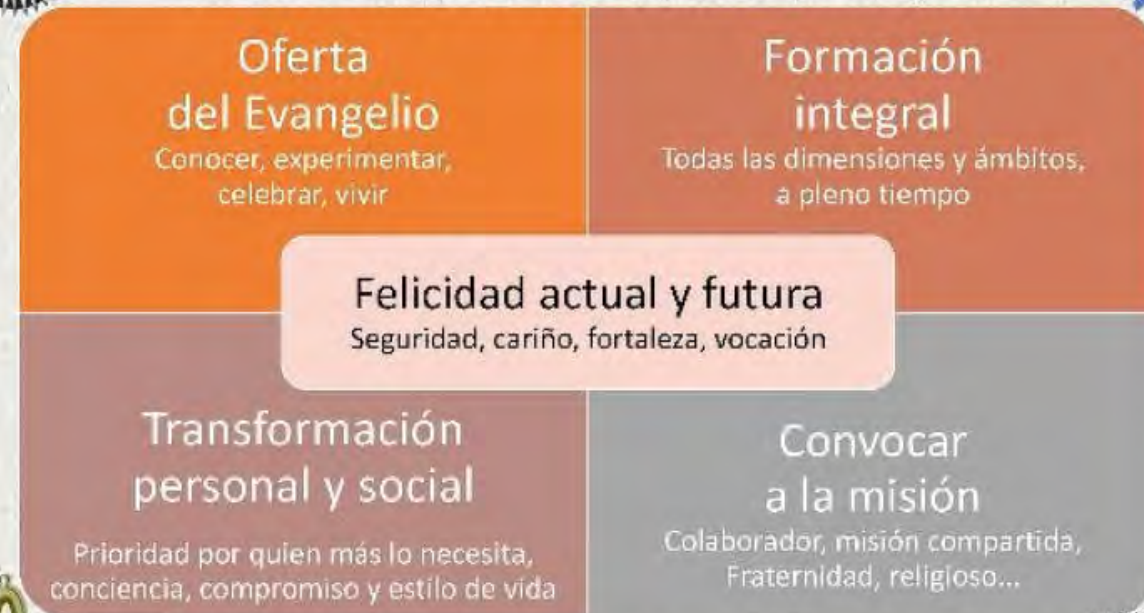 Oferta
del Evangelio
Conocer, experimentar,
celebrar, vivir
Formación
integral
Todas las dimensiones y ámbitos,
a pleno tiempo
Felicidad actual y futura
Seguridad, cariño, fortaleza, vocación
Transformación
personal y social
Prioridad por quien más lo necesita,
conciencia, compromiso y estilo de vida
Convocar
a la misión
Colaborador, misión compartida,
Fraternidad, religioso...